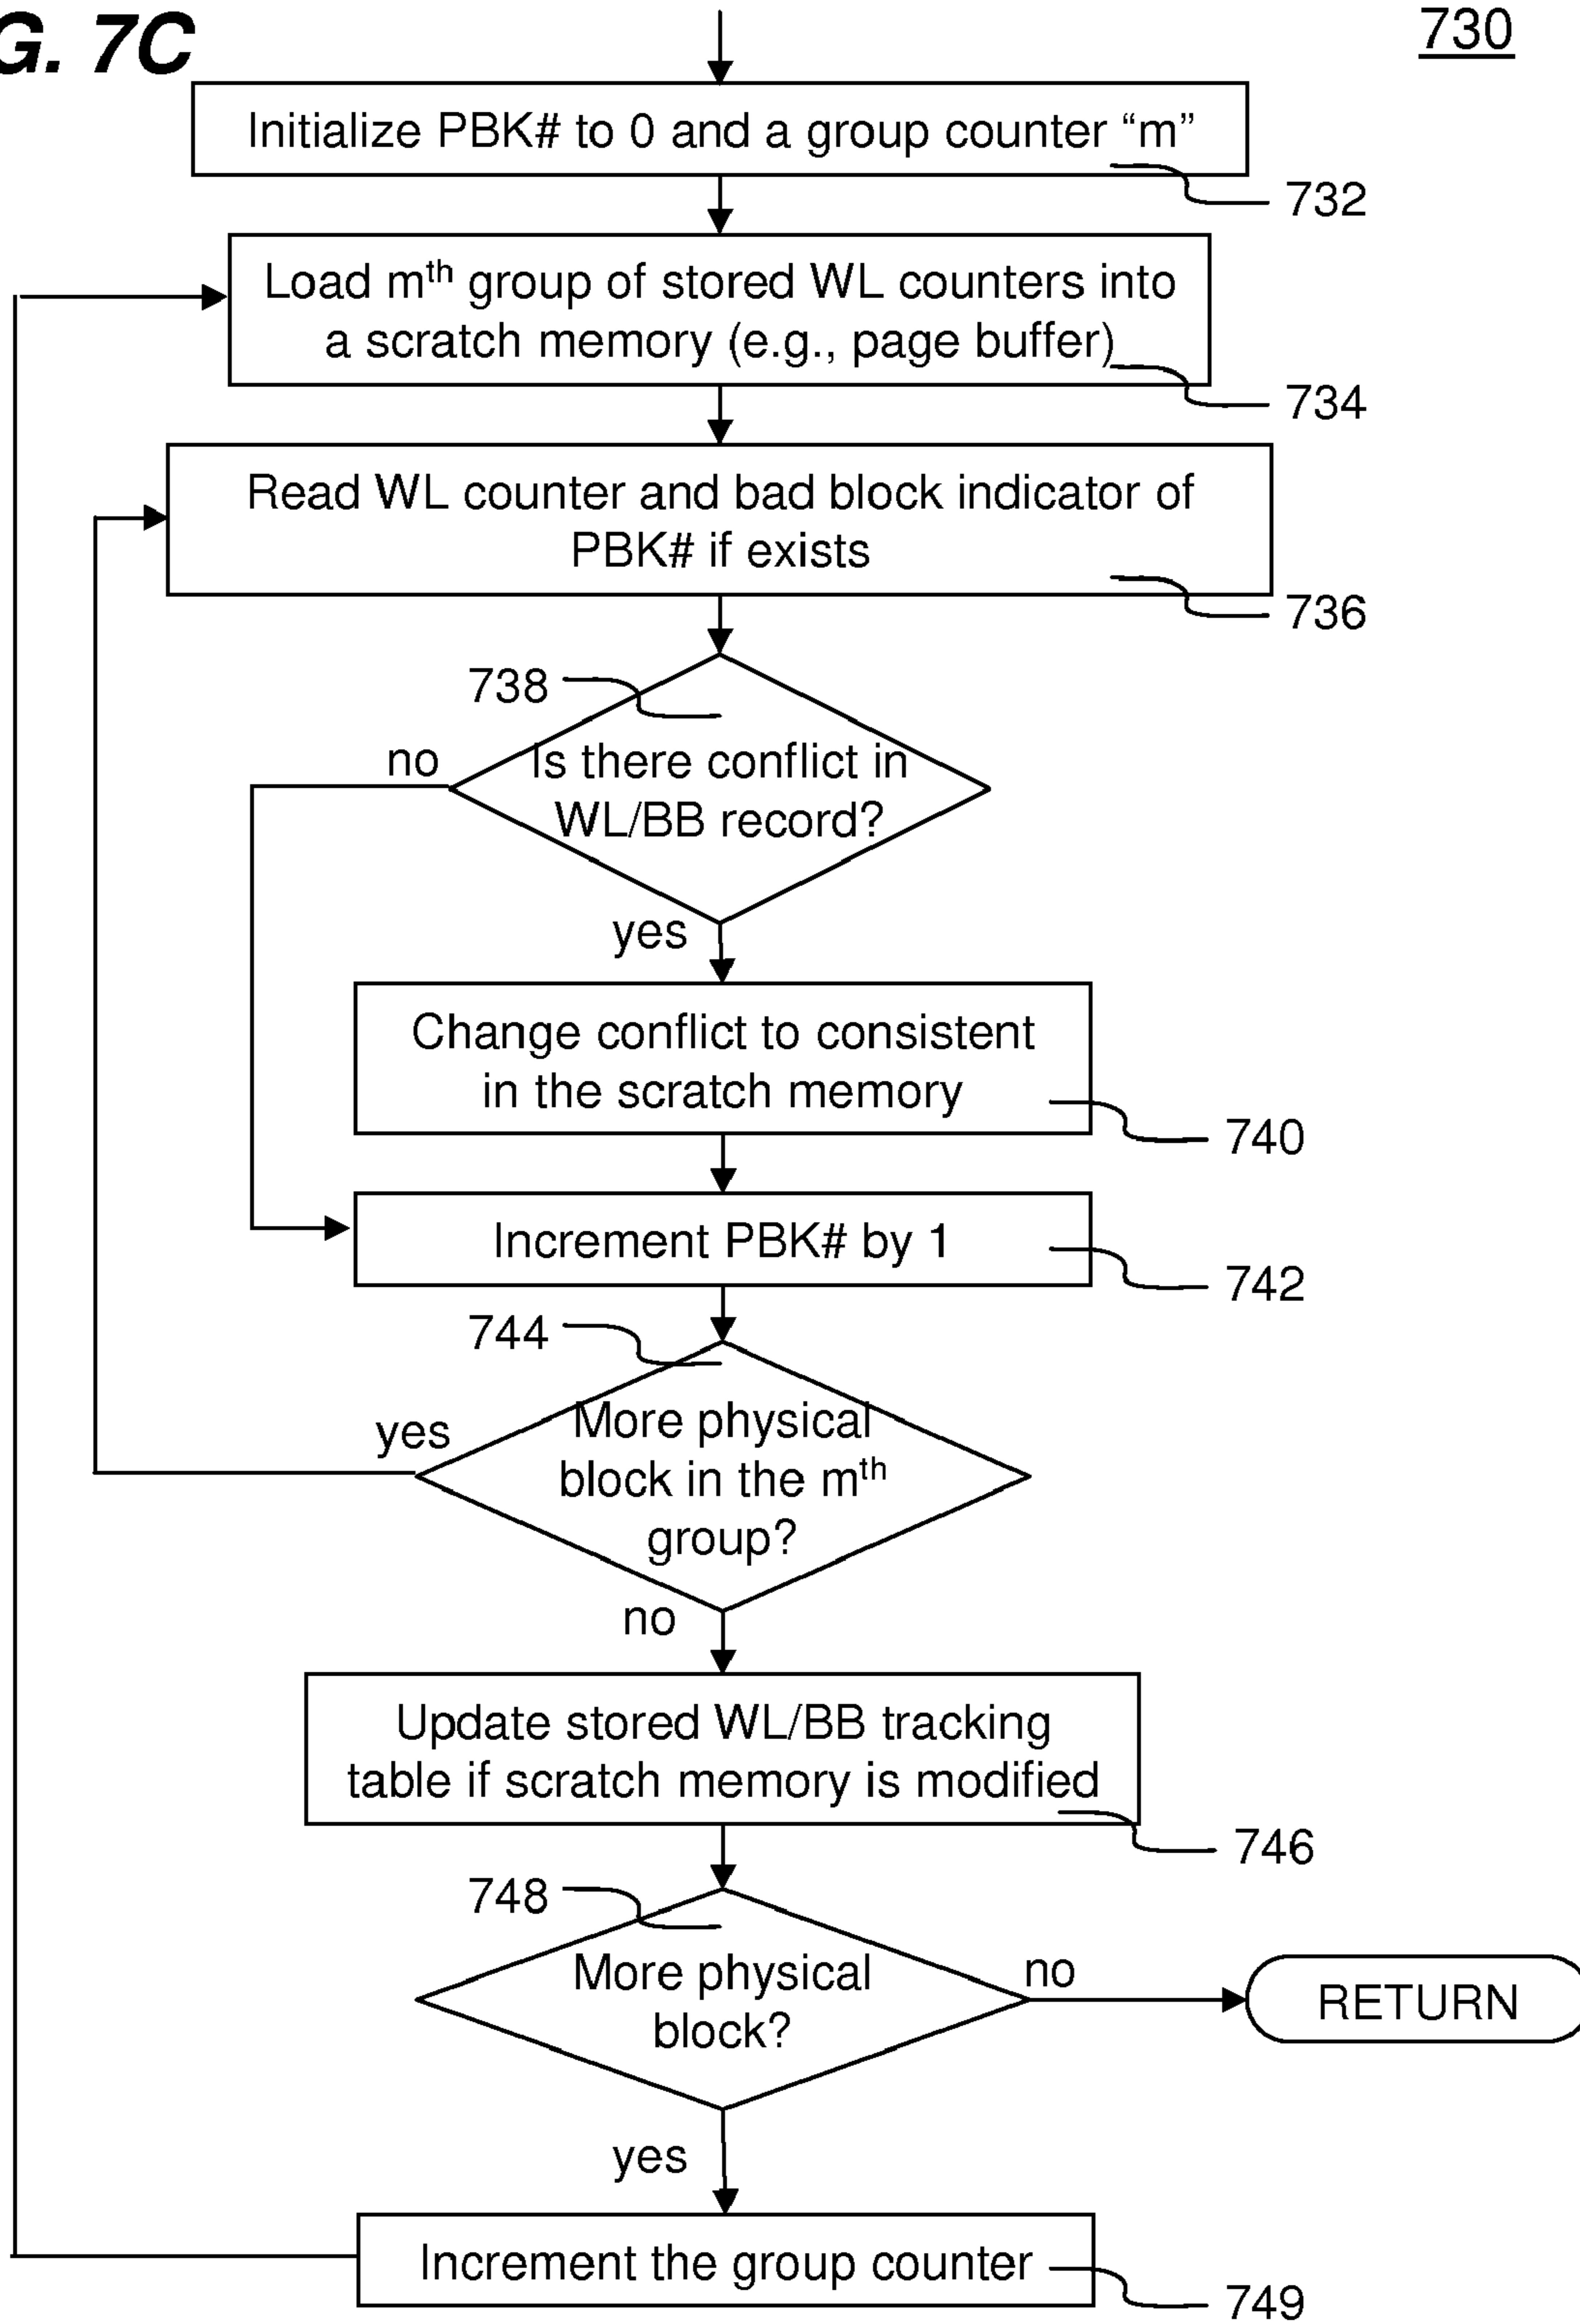 G. 7C
730
Initialize PBK# to 0 and a group counter “m”
732
Load mth group of stored WL counters into
a scratch memory (e.g., page buffer)
734
Read WL counter and bad block indicator of
PBK# if exists
736
738
no
Is there conflict in
WL/BB record?
yes
Change conflict to consistent
in the scratch memory
740
Increment PBK# by 1
742
744
yes
More physical
block in the mth
group?
no
Update stored WL/BB tracking
table if scratch memory is modified
746
748
More physical
block?
no
RETURN
yes
Increment the group counter
749